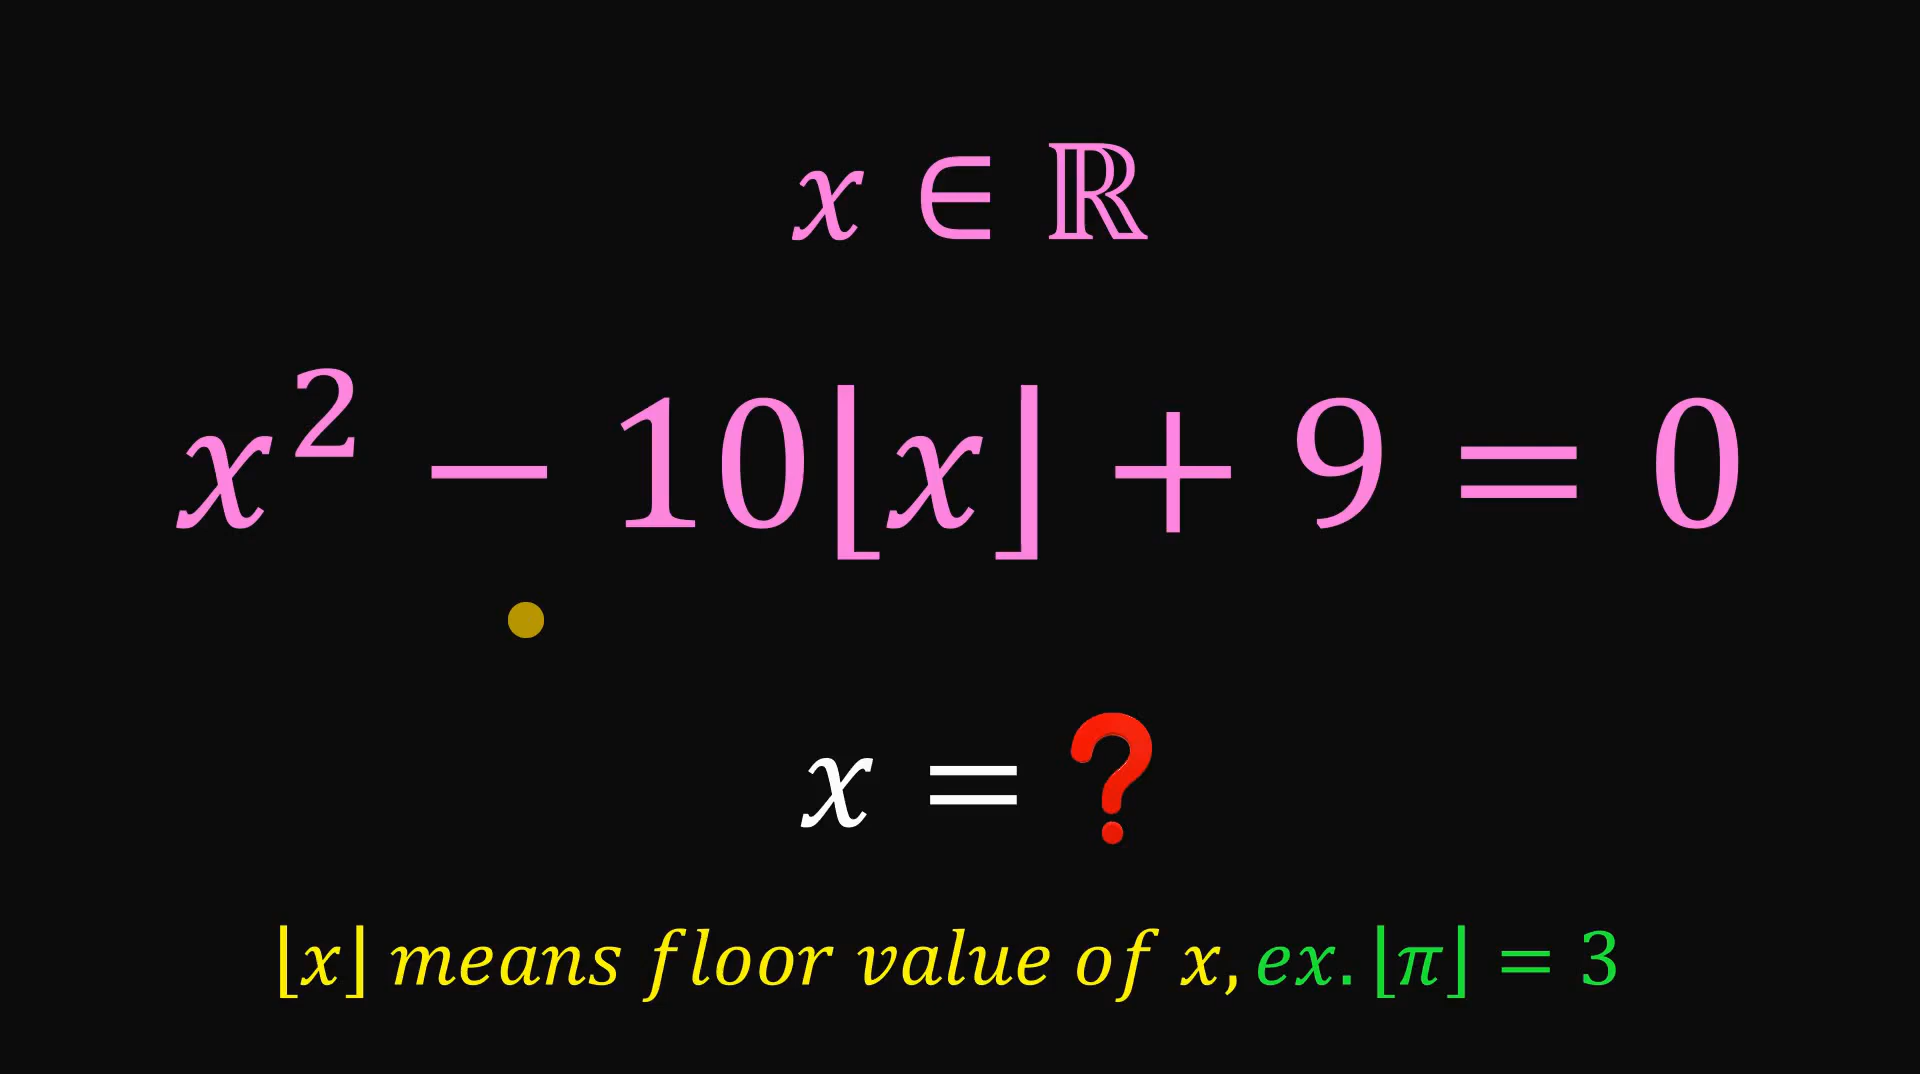 x ∈ ℝ
x² − 10⌊x⌋ + 9 = 0
x = ❓
⌊x⌋ means floor value of x, ex. ⌊π⌋ = 3